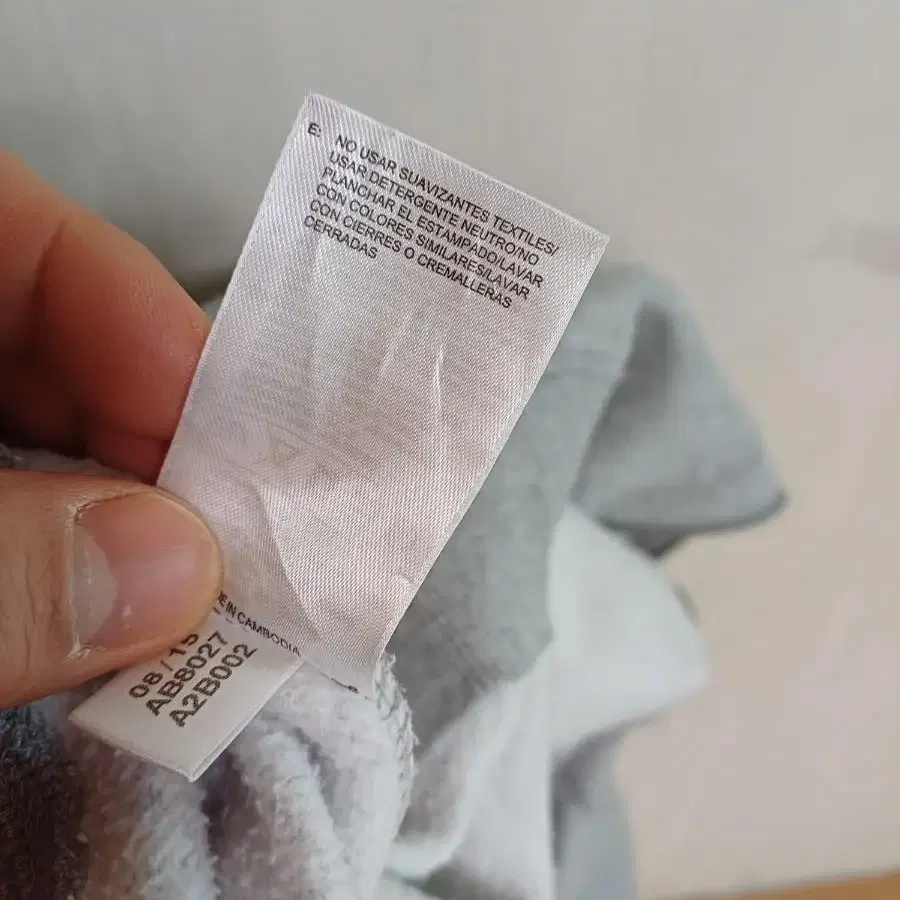 E: NO USAR SUAVIZANTES TEXTILES/
USAR DETERGENTE NEUTRON/NO
PLANCHAR EL ESTAMPADO/LAVAR
CON COLORES SIMILARES/LAVAR
CON CIERRES O CREMALLERAS
CERRADAS
E IN CAMBODIA
08/15
AB8027
A2B002